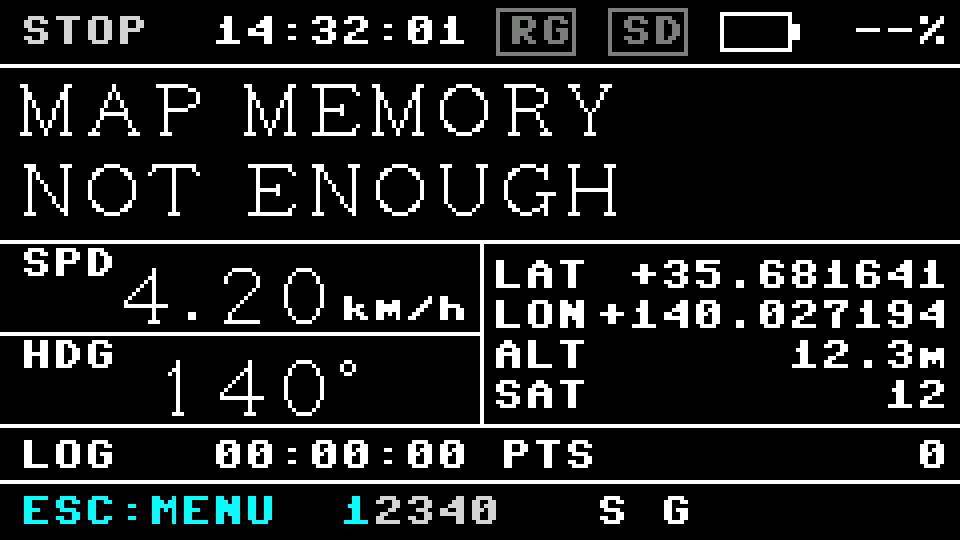 STOP 14:32:01 RG SD --%
MAP MEMORY
NOT ENOUGH
SPD 4.20 km/h
HDG 140°
LAT +35.681641
LON +140.027194
ALT 12.3m
SAT 12
LOG 00:00:00 PTS 0
ESC:MENU 12340 S G